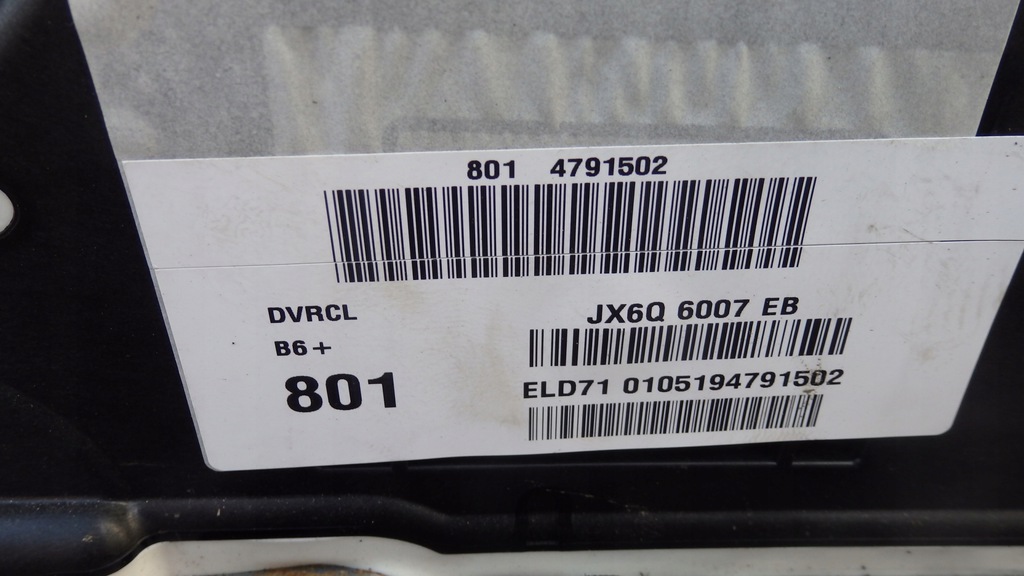 801 4791502
DVRCL
JX6Q 6007 EB
B6+
801
ELD71 0105194791502